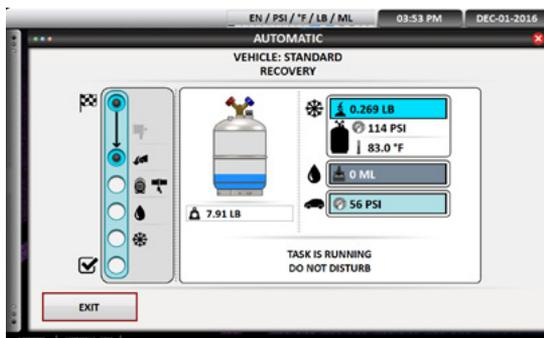 EN / PSI / °F / LB / ML 03:53 PM DEC-01-2016
AUTOMATIC
VEHICLE: STANDARD
RECOVERY
0.269 LB
114 PSI
83.0 °F
0 ML
7.91 LB
56 PSI
TASK IS RUNNING
DO NOT DISTURB
EXIT